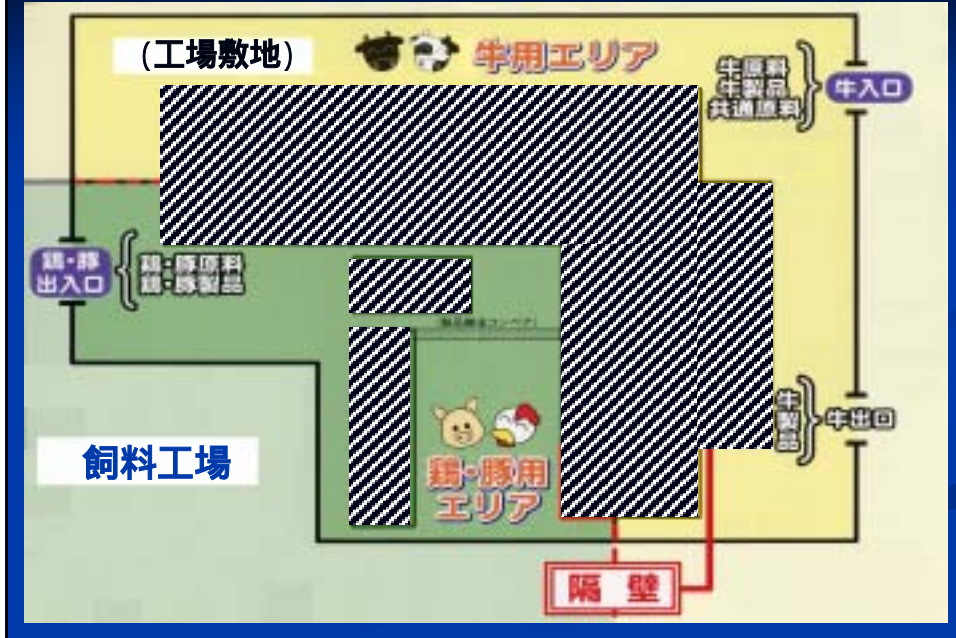 (工場敷地)
牛用エリア
牛原料
牛製品
共通原料
牛入口
鶏・豚
出入口
鶏・豚原料
鶏・豚製品
鶏・豚用
エリア
牛製品
牛出口
飼料工場
隔壁